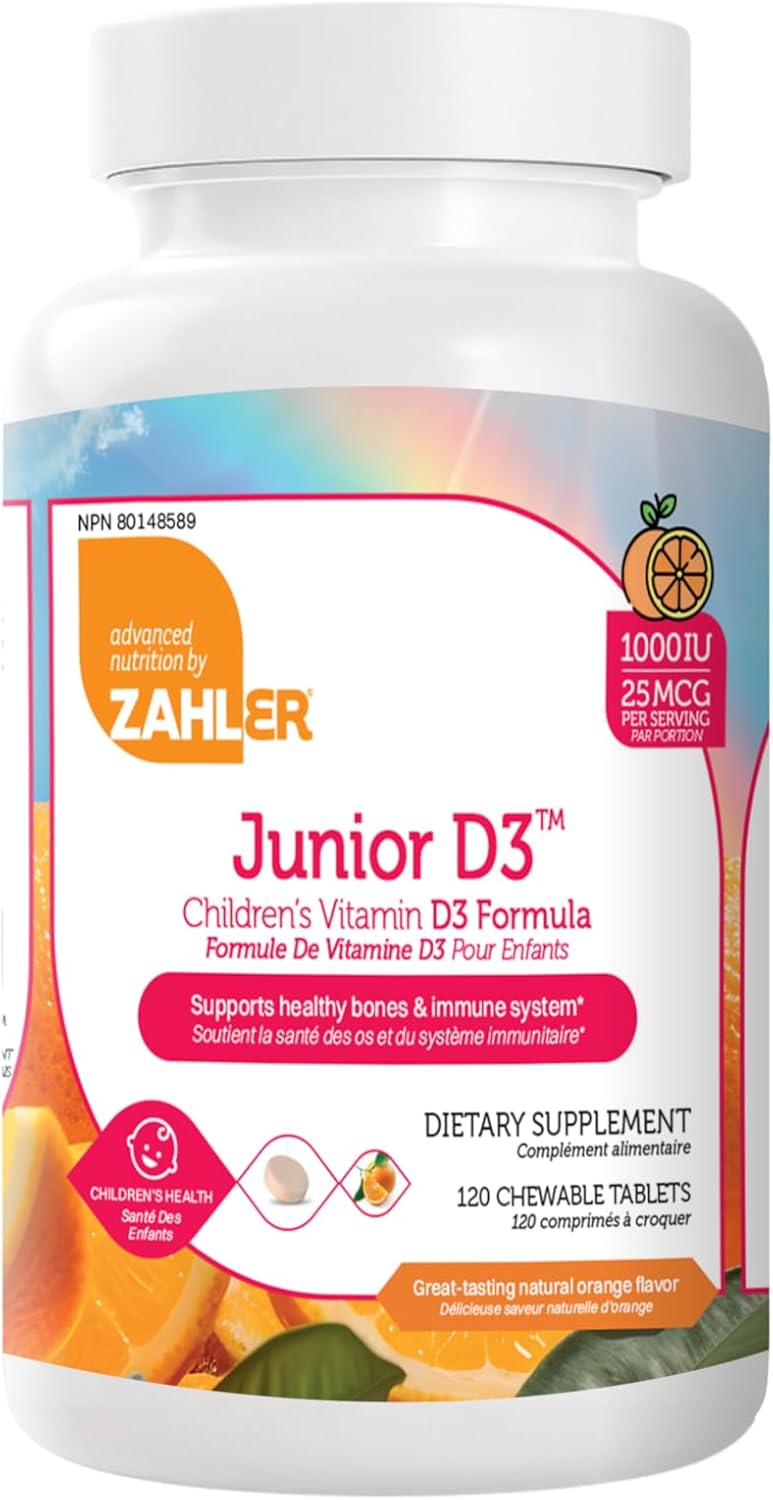 NPN 80148589
advanced
nutrition by
ZAHLER®
1000 IU
25 MCG
PER SERVING
PAR PORTION
Junior D3™
Children's Vitamin D3 Formula
Formule De Vitamine D3 Pour Enfants
Supports healthy bones & immune system*
Soutient la santé des os et du système immunitaire*
DIETARY SUPPLEMENT
Complément alimentaire
120 CHEWABLE TABLETS
120 comprimés à croquer
CHILDREN'S HEALTH
Santé Des
Enfants
Great-tasting natural orange flavor
Délicieuse saveur naturelle d'orange